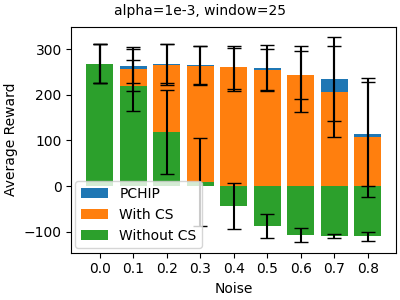 alpha=1e-3, window=25
Average Reward
300
200
100
0
−100
PCHIP
With CS
Without CS
0.0 0.1 0.2 0.3 0.4 0.5 0.6 0.7 0.8
Noise